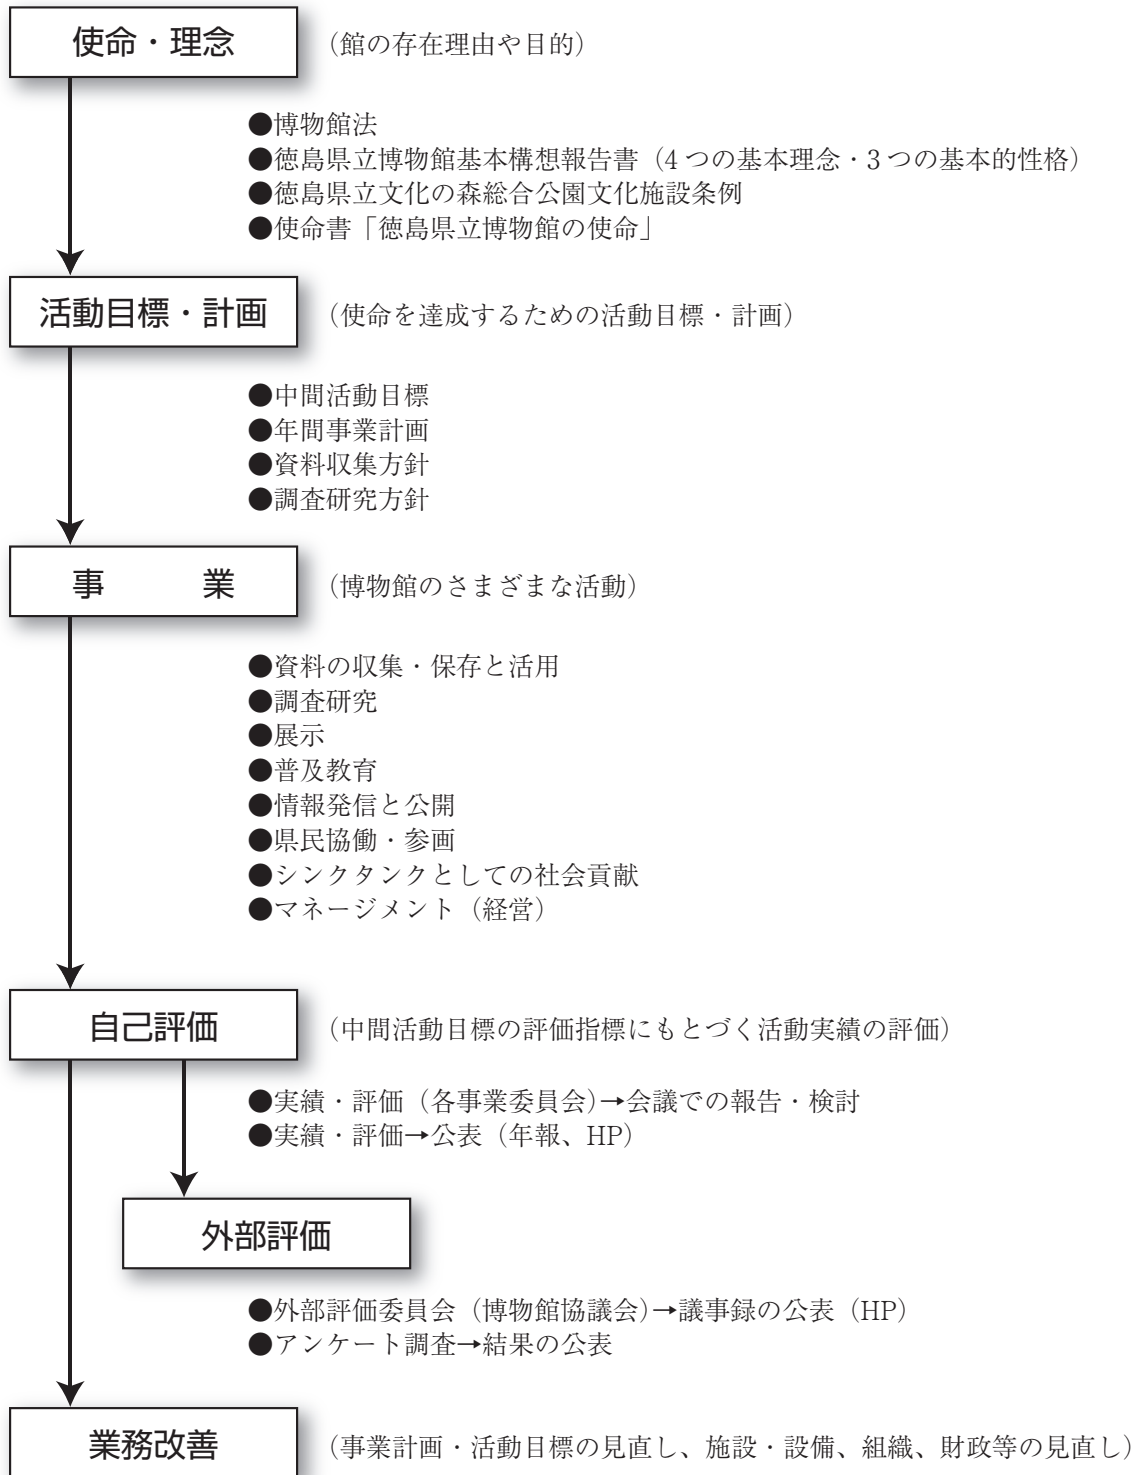 使命・理念　（館の存在理由や目的）
●博物館法
●徳島県立博物館基本構想報告書（4つの基本理念・3つの基本的性格）
●徳島県立文化の森総合公園文化施設条例
●使命書「徳島県立博物館の使命」
活動目標・計画　（使命を達成するための活動目標・計画）
●中間活動目標
●年間事業計画
●資料収集方針
●調査研究方針
事　　業　（博物館のさまざまな活動）
●資料の収集・保存と活用
●調査研究
●展示
●普及教育
●情報発信と公開
●県民協働・参画
●シンクタンクとしての社会貢献
●マネージメント（経営）
自己評価　（中間活動目標の評価指標にもとづく活動実績の評価）
●実績・評価（各事業委員会）→会議での報告・検討
●実績・評価→公表（年報、HP）
外部評価
●外部評価委員会（博物館協議会）→議事録の公表（HP）
●アンケート調査→結果の公表
業務改善　（事業計画・活動目標の見直し、施設・設備、組織、財政等の見直し）